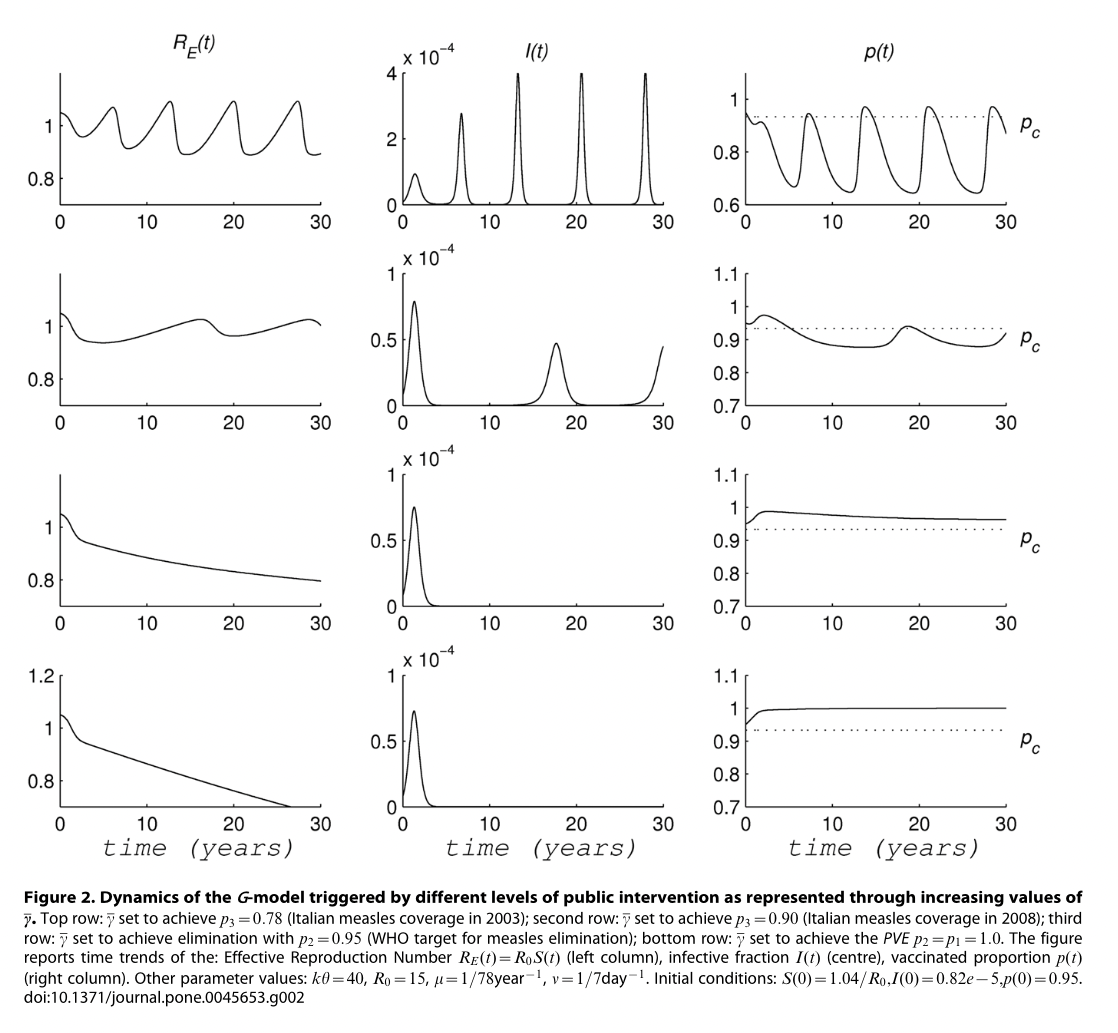 R_E(t)
I(t)
p(t)
x 10^-4
1
0.8
4
2
0
1
0.8
0.6
p_c
0 10 20 30
0 10 20 30
0 10 20 30
x 10^-4
1
0.8
1
0.5
0
1.1
1
0.9
0.8
0.7
p_c
0 10 20 30
0 10 20 30
0 10 20 30
x 10^-4
1
0.8
1
0.5
0
1.1
1
0.9
0.8
0.7
p_c
0 10 20 30
0 10 20 30
0 10 20 30
x 10^-4
1.2
1
0.8
1
0.5
0
1.1
1
0.9
0.8
0.7
p_c
0 10 20 30
0 10 20 30
0 10 20 30
time (years)
time (years)
time (years)
Figure 2. Dynamics of the G-model triggered by different levels of public intervention as represented through increasing values of
γ̄. Top row: γ̄ set to achieve p₃ = 0.78 (Italian measles coverage in 2003); second row: γ̄ set to achieve p₃ = 0.90 (Italian measles coverage in 2008); third
row: γ̄ set to achieve elimination with p₂ = 0.95 (WHO target for measles elimination); bottom row: γ̄ set to achieve the PVE p₂ = p₁ = 1.0. The figure
reports time trends of the: Effective Reproduction Number R_E(t) = R₀S(t) (left column), infective fraction I(t) (centre), vaccinated proportion p(t)
(right column). Other parameter values: kθ = 40, R₀ = 15, μ = 1/78year⁻¹, ν = 1/7day⁻¹. Initial conditions: S(0) = 1.04/R₀,I(0) = 0.82e − 5,p(0) = 0.95.
doi:10.1371/journal.pone.0045653.g002